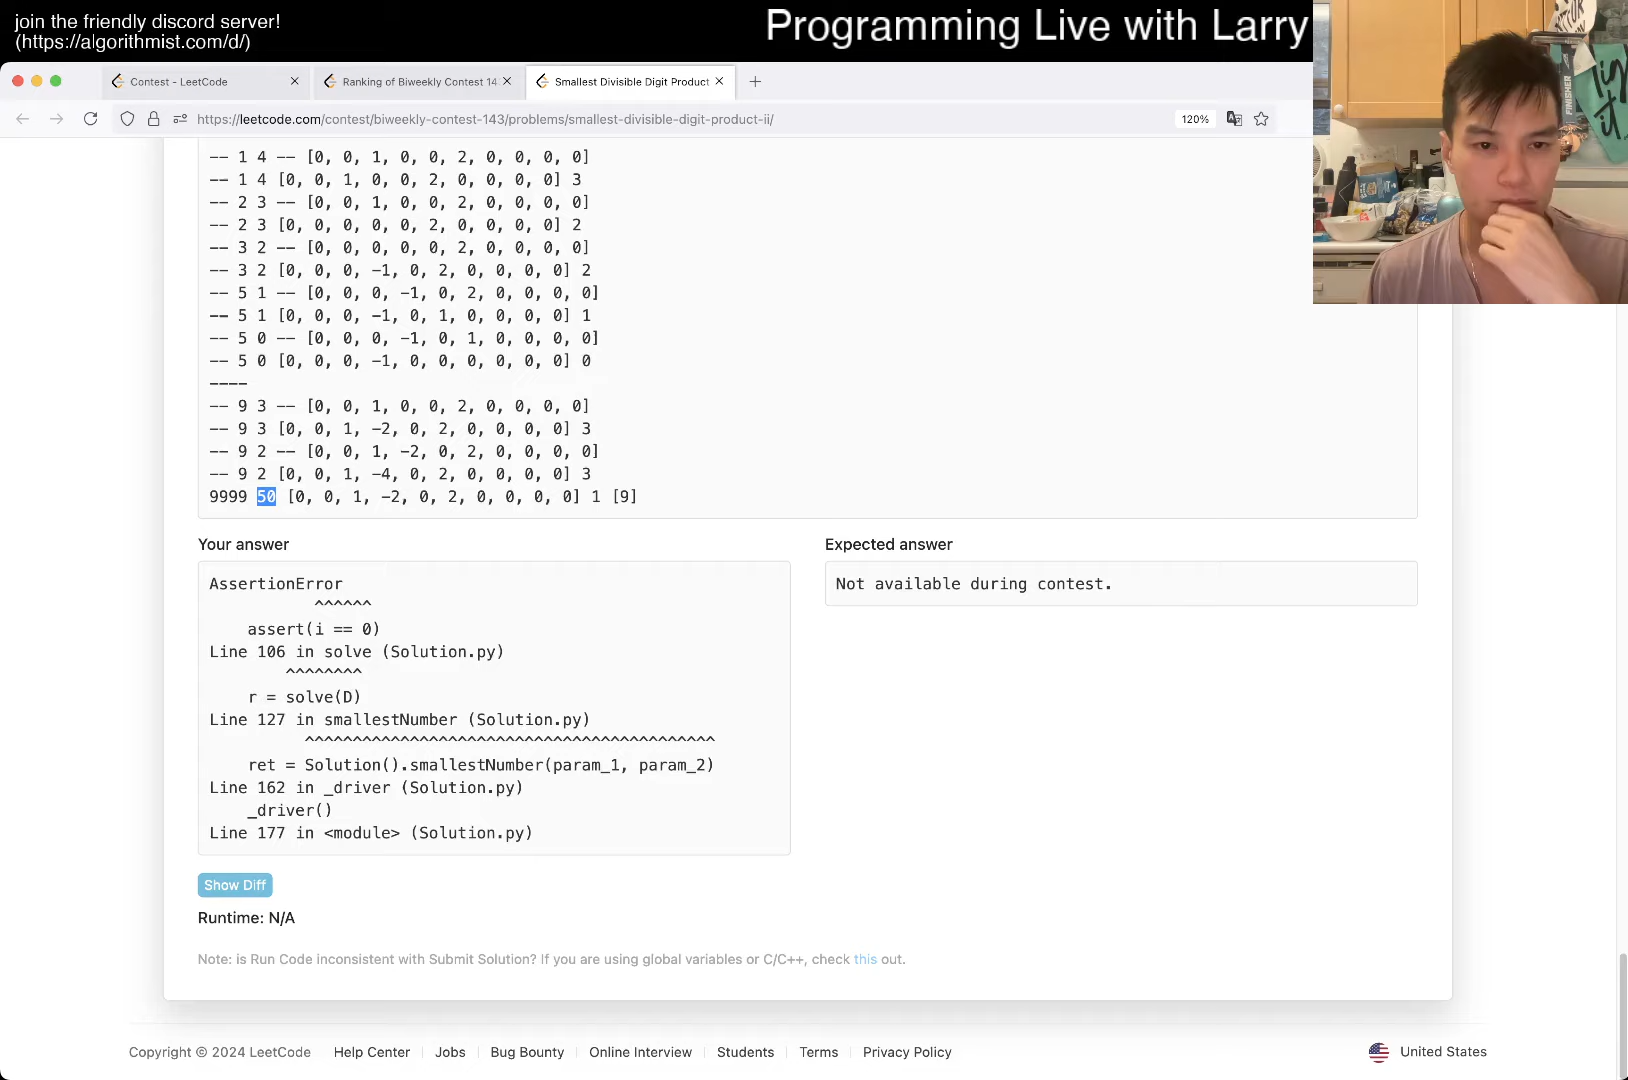 join the friendly discord server!
(https://algorithmist.com/d/)
Programming Live with Larry
Contest - LeetCode
Ranking of Biweekly Contest 14
Smallest Divisible Digit Product
https://leetcode.com/contest/biweekly-contest-143/problems/smallest-divisible-digit-product-ii/
120%
-- 1 4 -- [0, 0, 1, 0, 0, 2, 0, 0, 0, 0]
-- 1 4 [0, 0, 1, 0, 0, 2, 0, 0, 0, 0] 3
-- 2 3 -- [0, 0, 1, 0, 0, 2, 0, 0, 0, 0]
-- 2 3 [0, 0, 0, 0, 0, 2, 0, 0, 0, 0] 2
-- 3 2 -- [0, 0, 0, 0, 0, 2, 0, 0, 0, 0]
-- 3 2 [0, 0, 0, -1, 0, 2, 0, 0, 0, 0] 2
-- 5 1 -- [0, 0, 0, -1, 0, 2, 0, 0, 0, 0]
-- 5 1 [0, 0, 0, -1, 0, 1, 0, 0, 0, 0] 1
-- 5 0 -- [0, 0, 0, -1, 0, 1, 0, 0, 0, 0]
-- 5 0 [0, 0, 0, -1, 0, 0, 0, 0, 0, 0] 0
----
-- 9 3 -- [0, 0, 1, 0, 0, 2, 0, 0, 0, 0]
-- 9 3 [0, 0, 1, -2, 0, 2, 0, 0, 0, 0] 3
-- 9 2 -- [0, 0, 1, -2, 0, 2, 0, 0, 0, 0]
-- 9 2 [0, 0, 1, -4, 0, 2, 0, 0, 0, 0] 3
9999 50 [0, 0, 1, -2, 0, 2, 0, 0, 0, 0] 1 [9]
Your answer
AssertionError
^^^^^^
assert(i == 0)
Line 106 in solve (Solution.py)
^^^^^^^^
r = solve(D)
Line 127 in smallestNumber (Solution.py)
^^^^^^^^^^^^^^^^^^^^^^^^^^^^^^^^^^^^^^^^^^^
ret = Solution().smallestNumber(param_1, param_2)
Line 162 in _driver (Solution.py)
_driver()
Line 177 in <module> (Solution.py)
Expected answer
Not available during contest.
Show Diff
Runtime: N/A
Note: is Run Code inconsistent with Submit Solution? If you are using global variables or C/C++, check this out.
Copyright © 2024 LeetCode
Help Center
Jobs
Bug Bounty
Online Interview
Students
Terms
Privacy Policy
United States